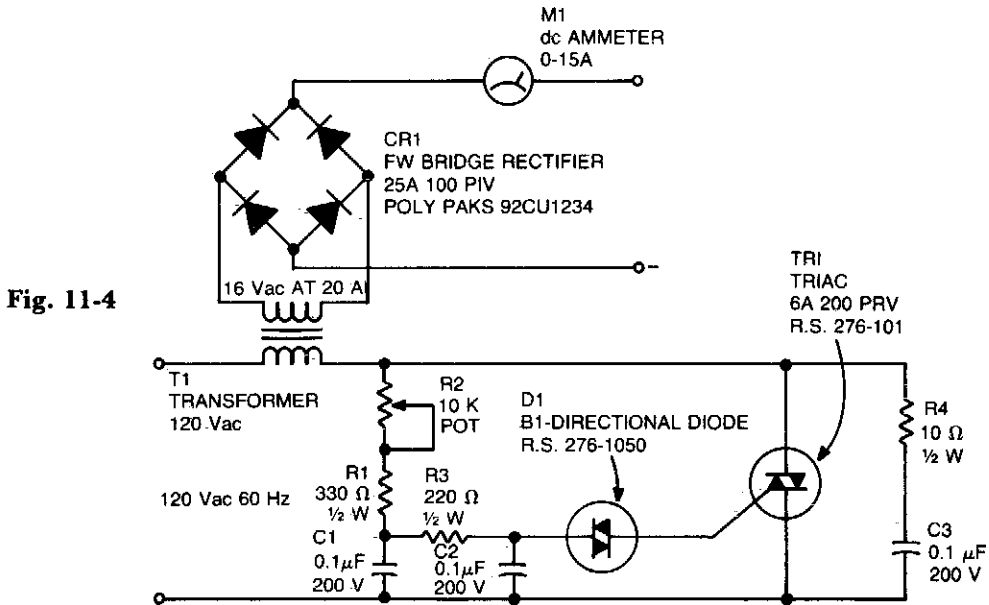 M1
dc AMMETER
0-15A
CR1
FW BRIDGE RECTIFIER
25A 100 PIV
POLY PAKS 92CU1234
Fig. 11-4
16 Vac AT 20 A
-
TRI
TRIAC
6A 200 PRV
R.S. 276-101
T1
TRANSFORMER
120 Vac
R2
10 K
POT
D1
B1-DIRECTIONAL DIODE
R.S. 276-1050
R4
10 Ω
½ W
120 Vac 60 Hz
R1
330 Ω
½ W
R3
220 Ω
½ W
C1
0.1μF
200 V
C2
0.1μF
200 V
C3
0.1 μF
200 V